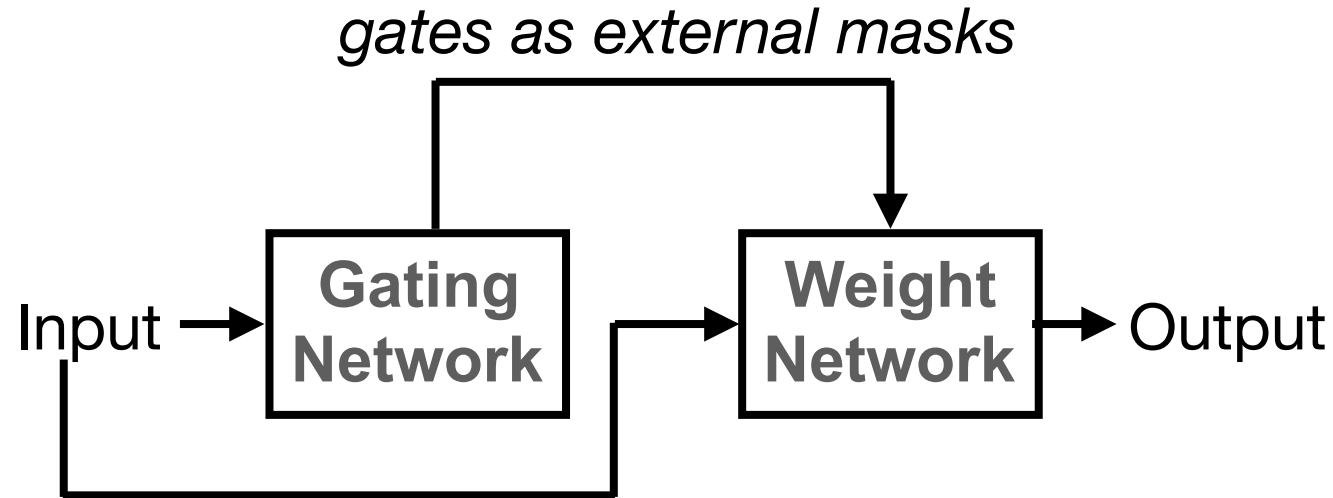 gates as external masks
Input
Gating
Network
Weight
Network
Output